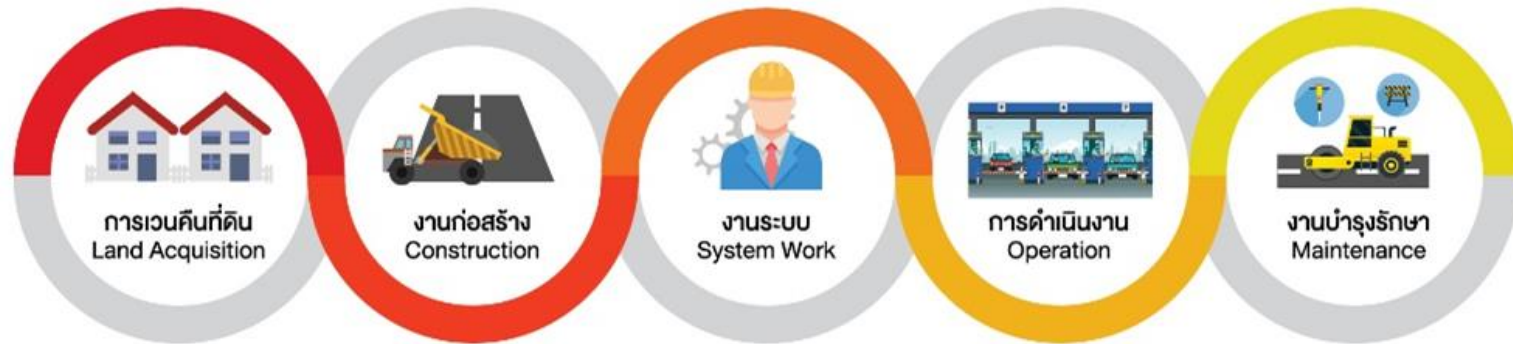 การเวนคืนที่ดิน
Land Acquisition
งานก่อสร้าง
Construction
งานระบบ
System Work
การดำเนินงาน
Operation
งานบำรุงรักษา
Maintenance